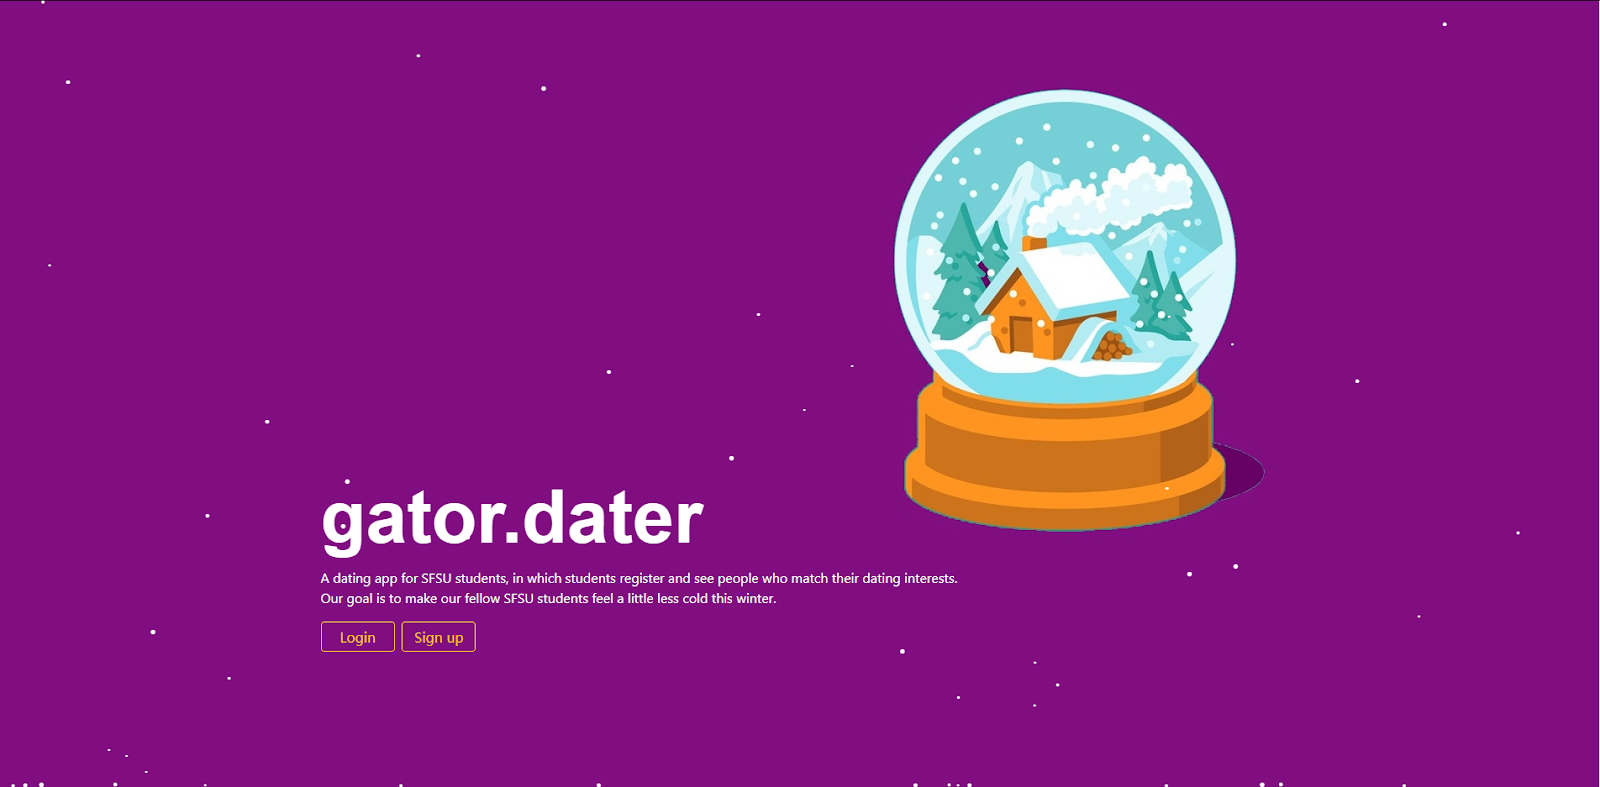 gator.dater
A dating app for SFSU students, in which students register and see people who match their dating interests.
Our goal is to make our fellow SFSU students feel a little less cold this winter.
Login Sign up